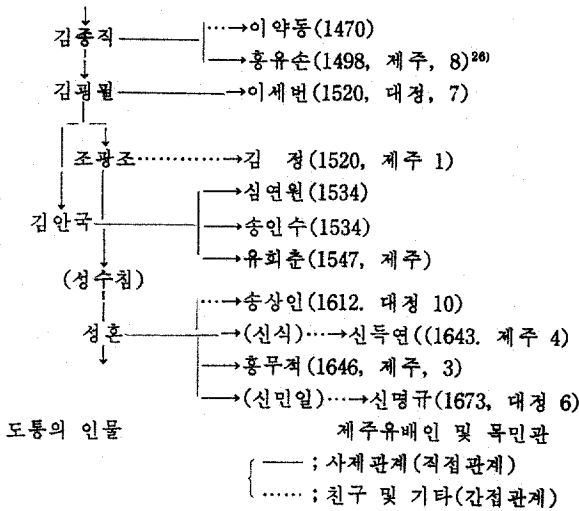 김종직 이약동(1470)
홍유손(1498, 제주, 8)26)
김굉필 이세번(1520, 대정, 7)
조광조 김 정(1520, 제주 1)
심연원(1534)
김안국 송인수(1534)
유희춘(1547, 제주)
(성수침)
송상인(1612. 대정 10)
성혼 (신식) 신득연((1643. 제주 4)
홍무적(1646, 제주, 3)
(신민일) 신명규(1673, 대정 6)
도통의 인물 제주유배인 및 목민관
—— ; 사제관계(직접관계)
…… ; 친구 및 기타(간접관계)